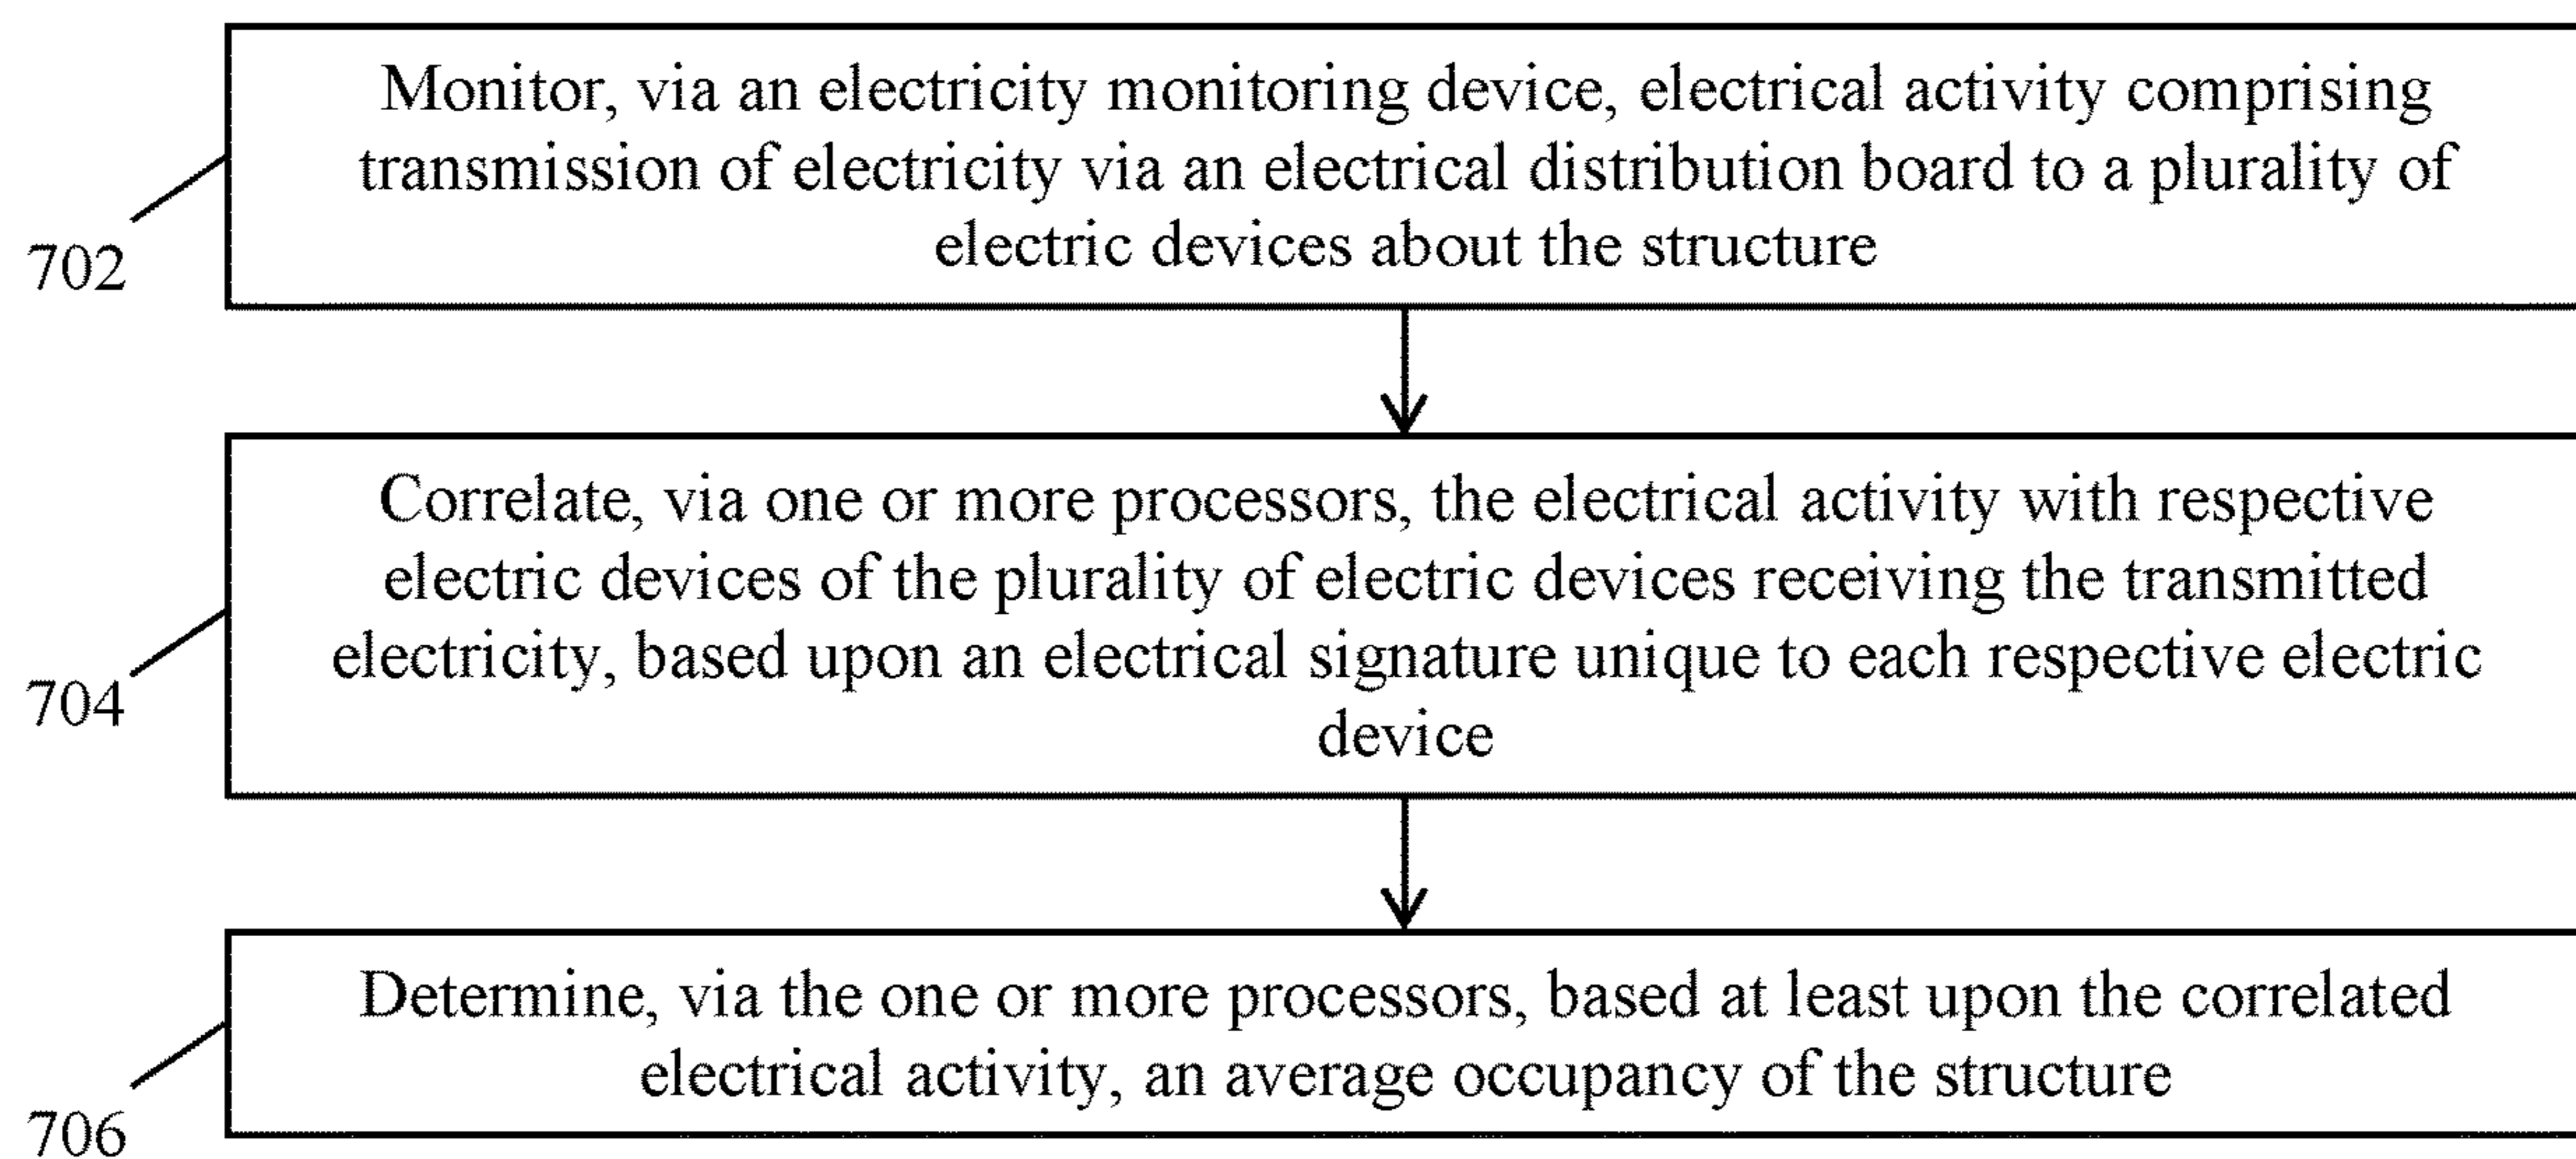 Monitor, via an electricity monitoring device, electrical activity comprising
transmission of electricity via an electrical distribution board to a plurality of
electric devices about the structure
702
Correlate, via one or more processors, the electrical activity with respective
electric devices of the plurality of electric devices receiving the transmitted
electricity, based upon an electrical signature unique to each respective electric
device
704
Determine, via the one or more processors, based at least upon the correlated
electrical activity, an average occupancy of the structure
706